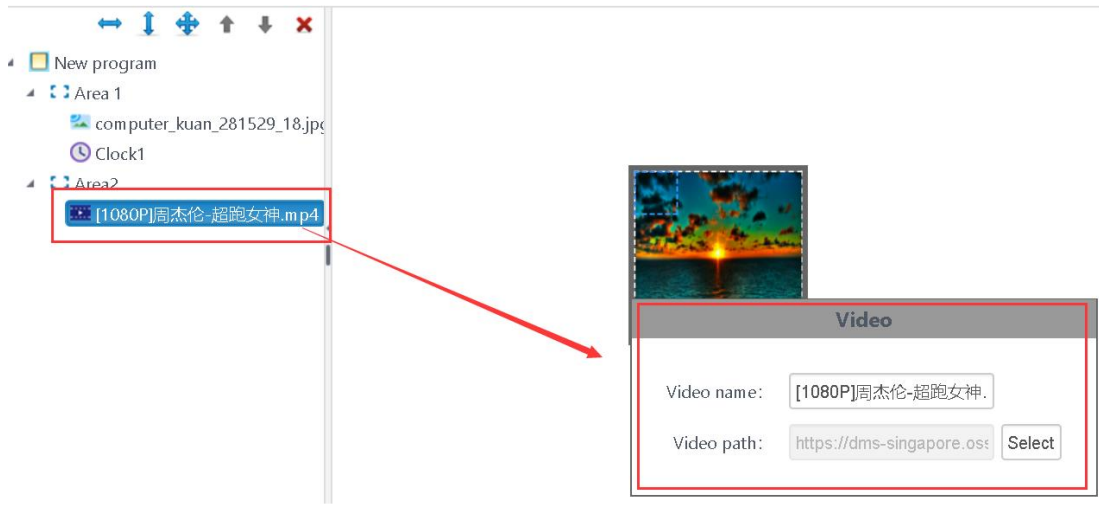 New program
Area 1
computer_kuan_281529_18.jpg
Clock1
Area2
[1080P]周杰伦-超跑女神.mp4
Video
Video name:
[1080P]周杰伦-超跑女神.
Video path:
https://dms-singapore.oss
Select